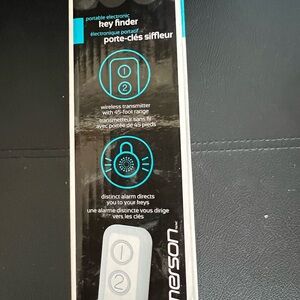 portable electronic
key finder
électronique portatif
porte-clés siffleur
1
2
wireless transmitter
with 45-foot range
transmetteur sans fil
avec portée de 45 pieds
distinct alarm directs
you to your keys
une alarme distincte vous dirige
vers les clés
1
2
merson